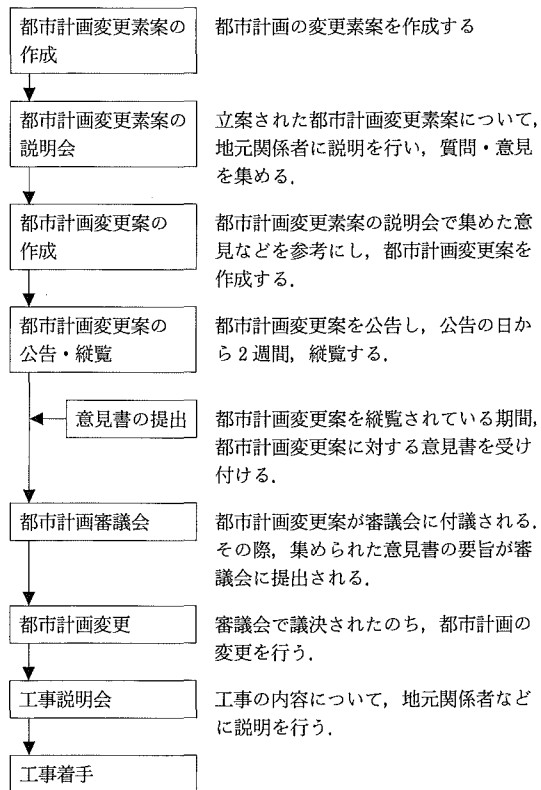 都市計画変更素案の
作成
都市計画の変更素案を作成する
都市計画変更素案の
説明会
立案された都市計画変更素案について,
地元関係者に説明を行い, 質問・意見
を集める.
都市計画変更案の
作成
都市計画変更素案の説明会で集めた意
見などを参考にし, 都市計画変更案を
作成する.
都市計画変更案の
公告・縦覧
都市計画変更案を公告し, 公告の日か
ら2週間, 縦覧する.
意見書の提出
都市計画変更案を縦覧されている期間,
都市計画変更案に対する意見書を受け
付ける.
都市計画審議会
都市計画変更案が審議会に付議される.
その際, 集められた意見書の要旨が審
議会に提出される.
都市計画変更
審議会で議決されたのち, 都市計画の
変更を行う.
工事説明会
工事の内容について, 地元関係者など
に説明を行う.
工事着手